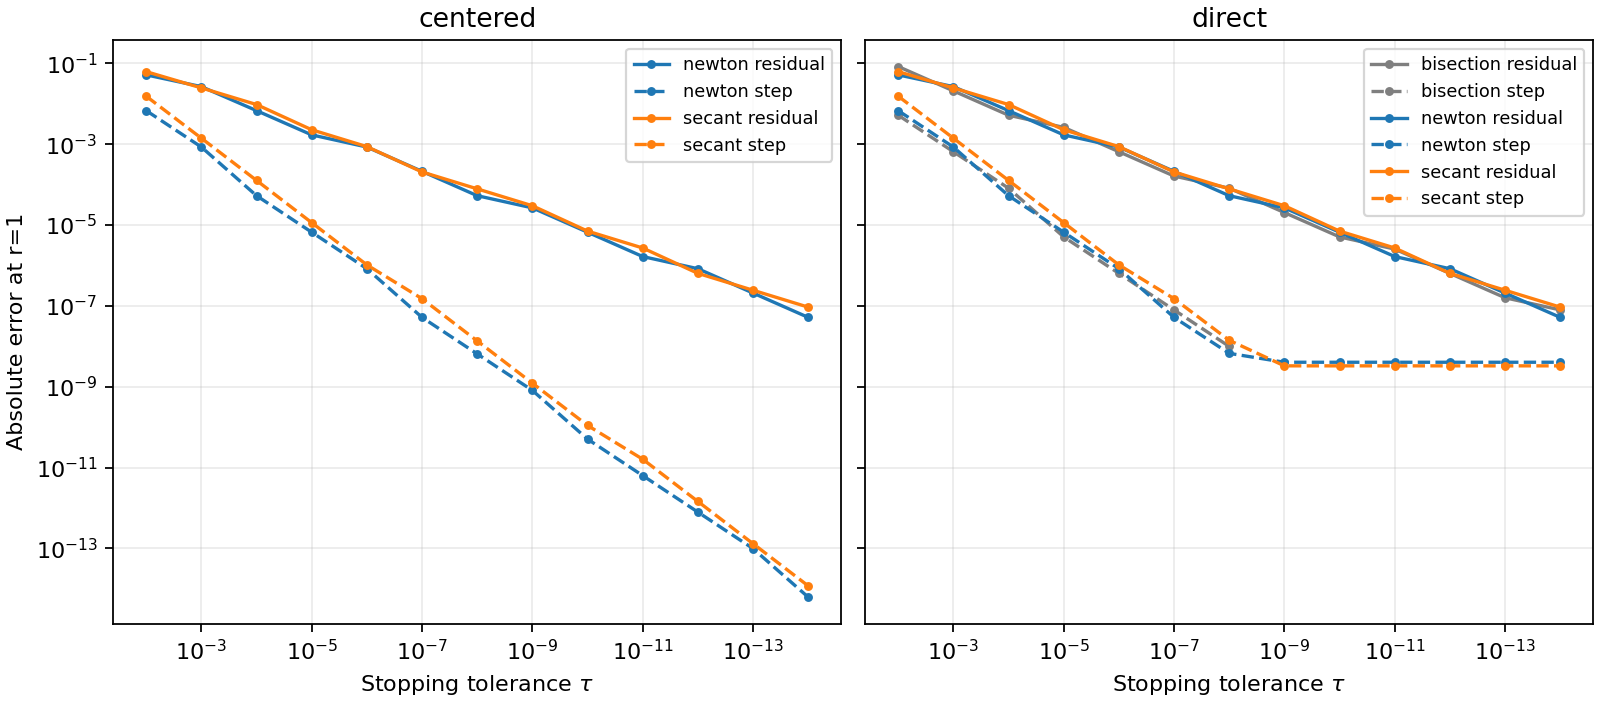 centered
direct
Absolute error at r=1
10⁻¹
10⁻³
10⁻⁵
10⁻⁷
10⁻⁹
10⁻¹¹
10⁻¹³
newton residual
newton step
secant residual
secant step
bisection residual
bisection step
newton residual
newton step
secant residual
secant step
10⁻³ 10⁻⁵ 10⁻⁷ 10⁻⁹ 10⁻¹¹ 10⁻¹³
10⁻³ 10⁻⁵ 10⁻⁷ 10⁻⁹ 10⁻¹¹ 10⁻¹³
Stopping tolerance τ
Stopping tolerance τ